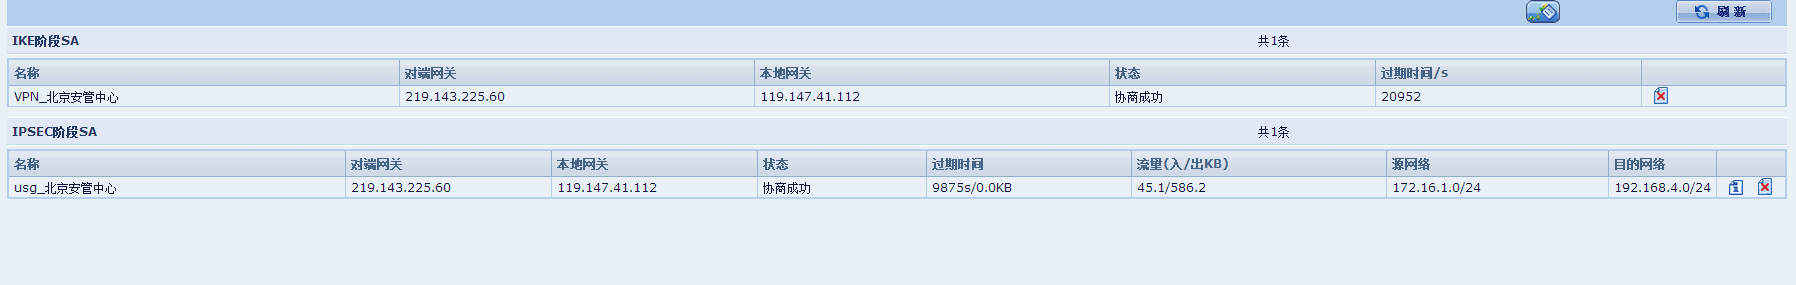 刷 新
IKE阶段SA 共1条
名称 对端网关 本地网关 状态 过期时间/s
VPN_北京安管中心 219.143.225.60 119.147.41.112 协商成功 20952
IPSEC阶段SA 共1条
名称 对端网关 本地网关 状态 过期时间 流里(入/出KB) 源网络 目的网络
usg_北京安管中心 219.143.225.60 119.147.41.112 协商成功 9875s/0.0KB 45.1/586.2 172.16.1.0/24 192.168.4.0/24